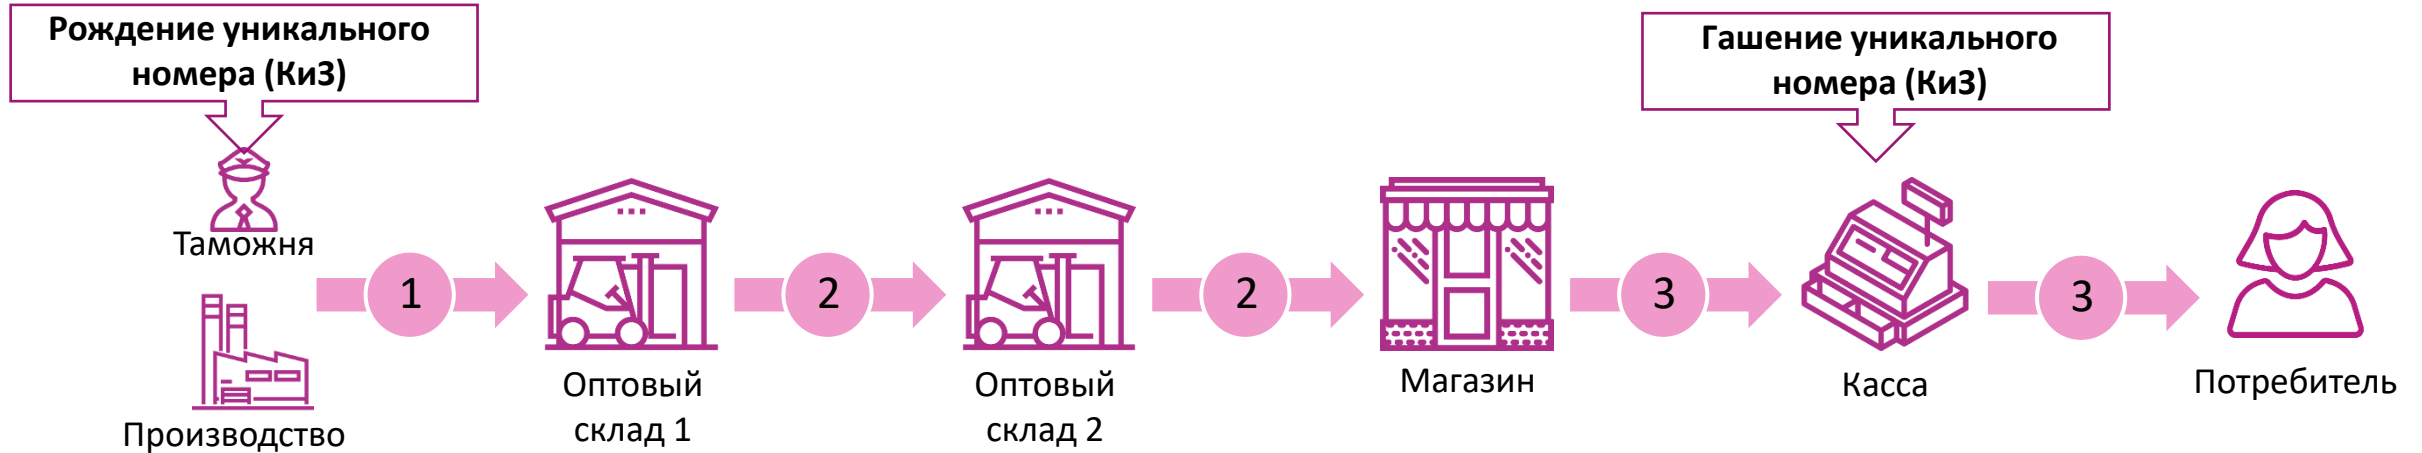 Рождение уникального
номера (КиЗ)
Гашение уникального
номера (КиЗ)
Таможня
Производство
1
Оптовый
склад 1
2
Оптовый
склад 2
2
Магазин
3
Касса
3
Потребитель